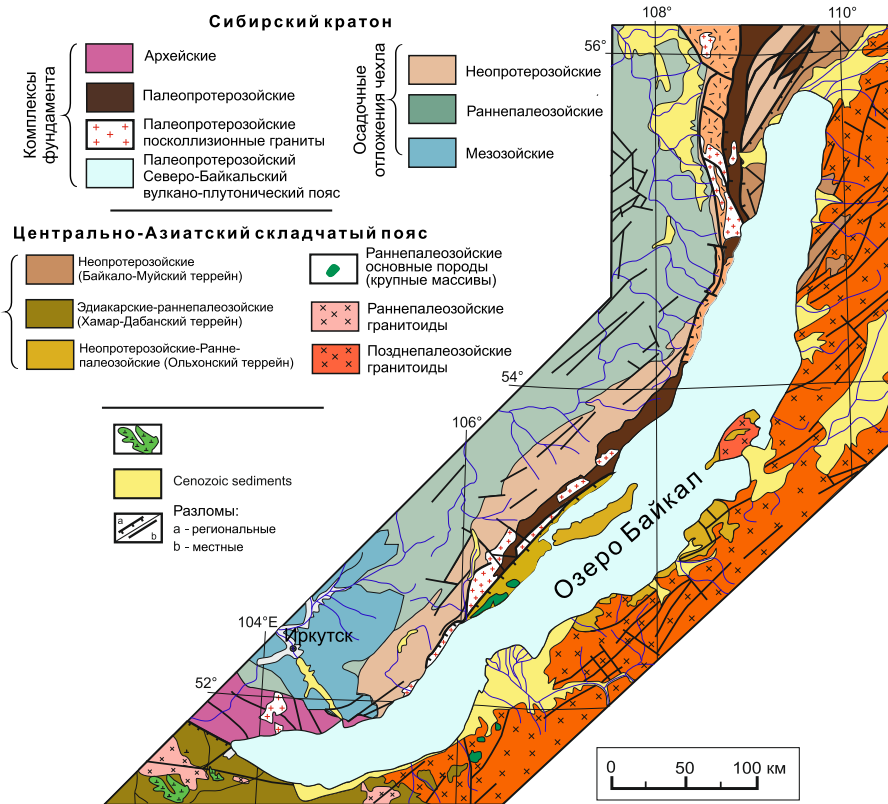 Сибирский кратон
Комплексы
фундамента
Архейские
Палеопротерозойские
Палеопротерозойские
посколлизионные граниты
Палеопротерозойский
Северо-Байкальский
вулкано-плутонический пояс
Осадочные
отложения чехла
Неопротерозойские
Раннепалеозойские
Мезозойские
Центрально-Азиатский складчатый пояс
Неопротерозойские
(Байкало-Муйский террейн)
Эдиакарские-раннепалеозойские
(Хамар-Дабанский террейн)
Неопротерозойские-Ранне-
палеозойские (Ольхонский террейн)
Раннепалеозойские
основные породы
(крупные массивы)
Раннепалеозойские
гранитоиды
Позднепалеозойские
гранитоиды
Cenozoic sediments
Разломы:
а - региональные
b - местные
a
b
108°
110°
56°
54°
106°
104°E
52°
Иркутск
Озеро Байкал
0 50 100 км